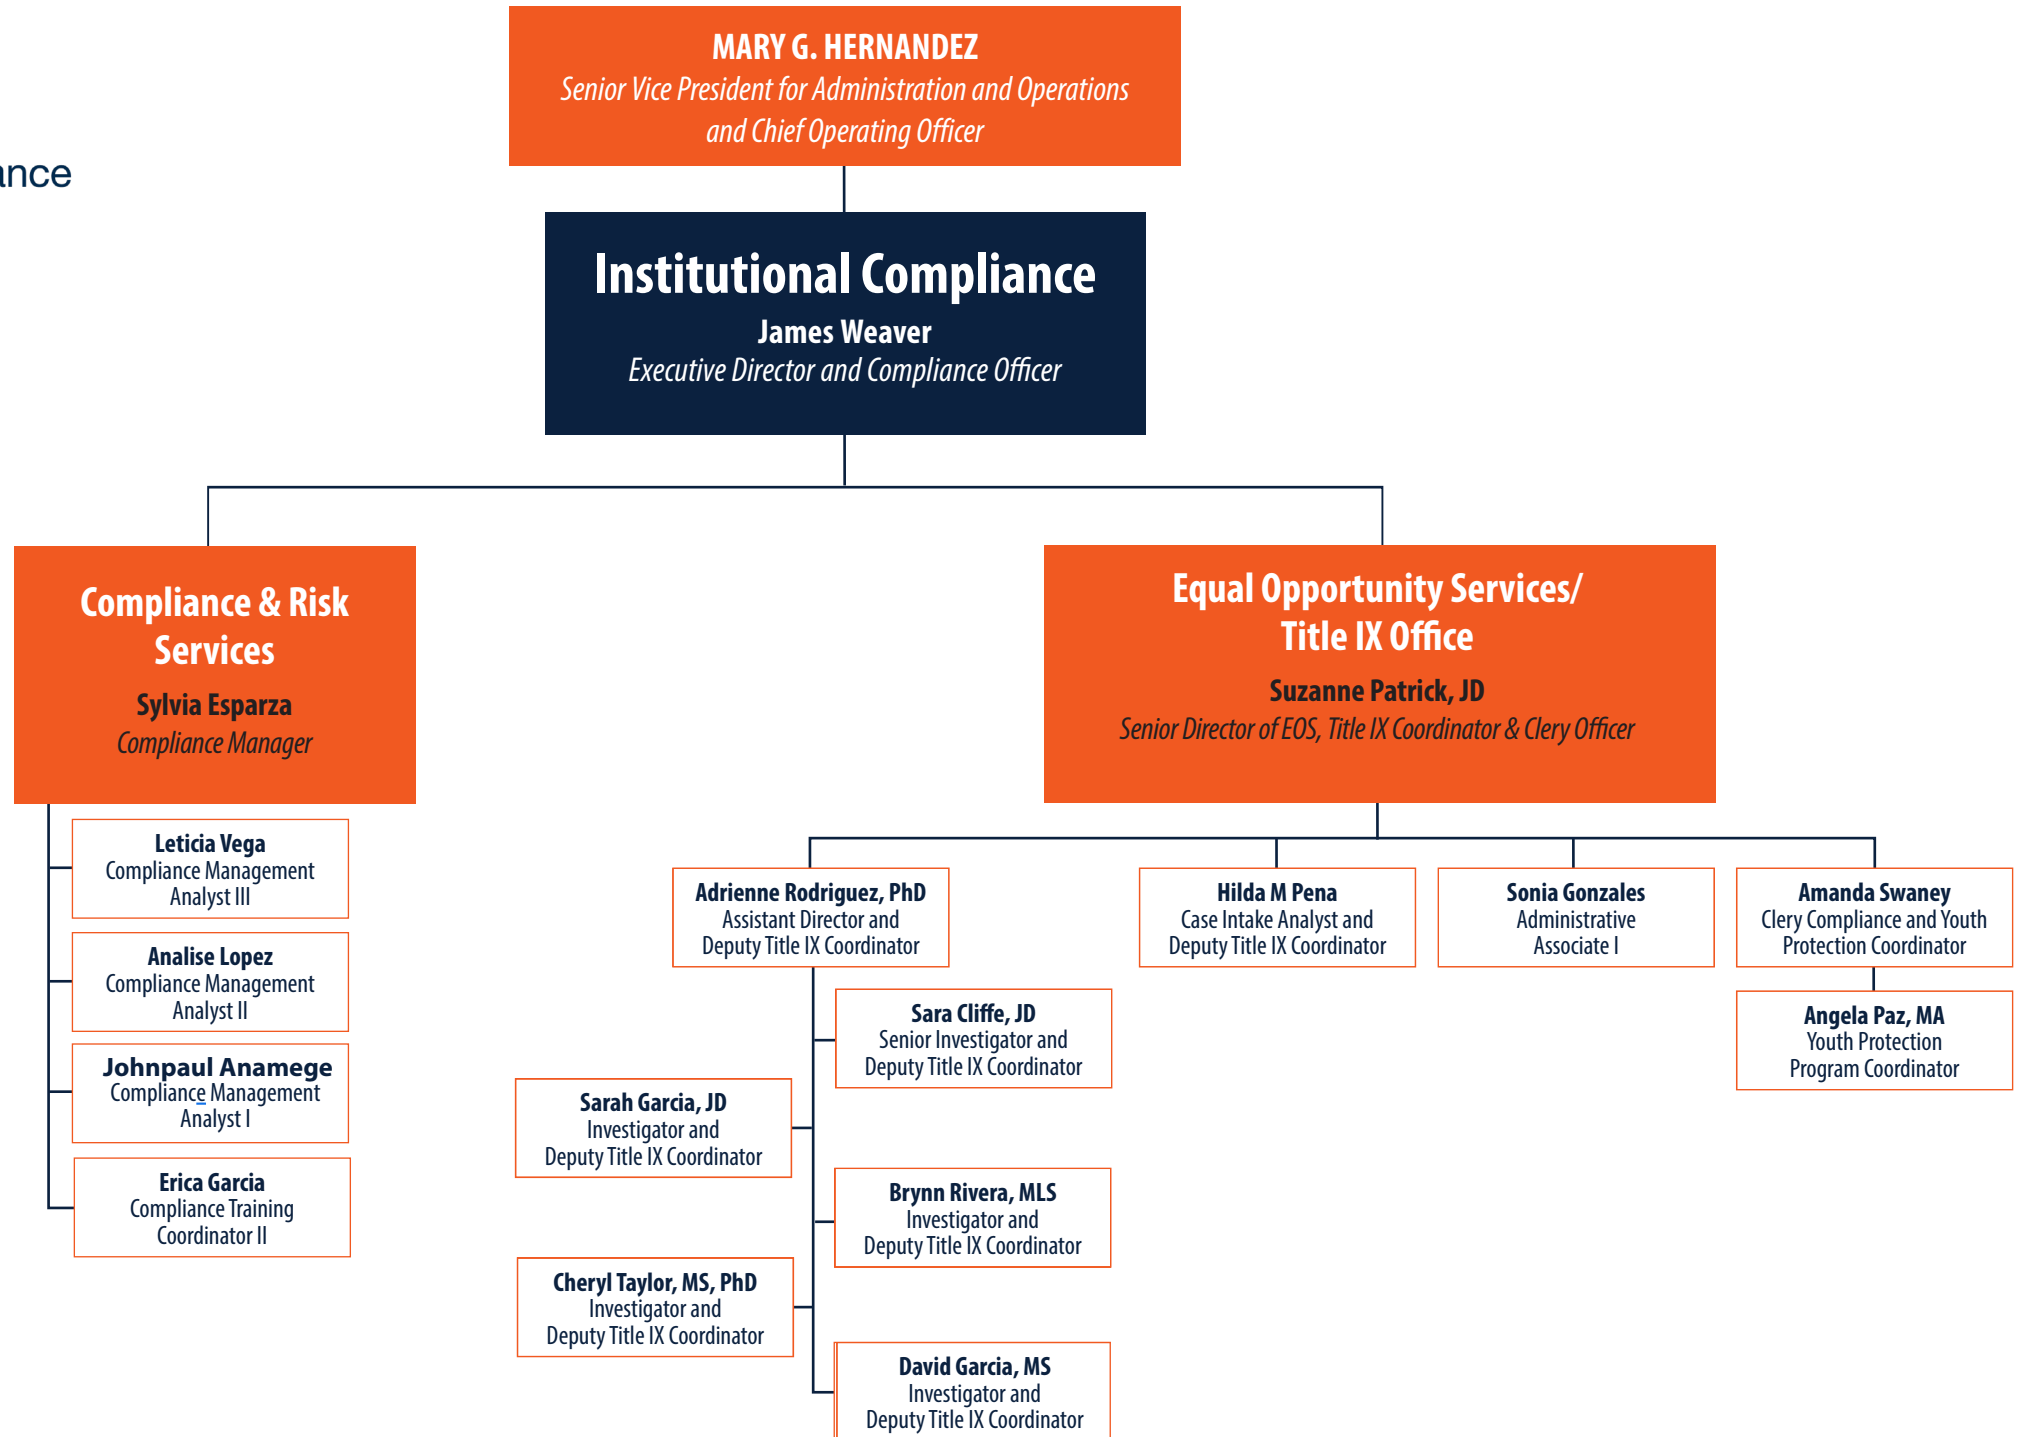 MARY G. HERNANDEZ
Senior Vice President for Administration and Operations
and Chief Operating Officer
ance
Institutional Compliance
James Weaver
Executive Director and Compliance Officer
Compliance & Risk
Services
Sylvia Esparza
Compliance Manager
Equal Opportunity Services/
Title IX Office
Suzanne Patrick, JD
Senior Director of EOS, Title IX Coordinator & Clery Officer
Leticia Vega
Compliance Management
Analyst III
Analise Lopez
Compliance Management
Analyst II
Johnpaul Anamege
Compliance Management
Analyst I
Erica Garcia
Compliance Training
Coordinator II
Adrienne Rodriguez, PhD
Assistant Director and
Deputy Title IX Coordinator
Hilda M Pena
Case Intake Analyst and
Deputy Title IX Coordinator
Sonia Gonzales
Administrative
Associate I
Amanda Swaney
Clery Compliance and Youth
Protection Coordinator
Angela Paz, MA
Youth Protection
Program Coordinator
Sara Cliffe, JD
Senior Investigator and
Deputy Title IX Coordinator
Sarah Garcia, JD
Investigator and
Deputy Title IX Coordinator
Brynn Rivera, MLS
Investigator and
Deputy Title IX Coordinator
Cheryl Taylor, MS, PhD
Investigator and
Deputy Title IX Coordinator
David Garcia, MS
Investigator and
Deputy Title IX Coordinator